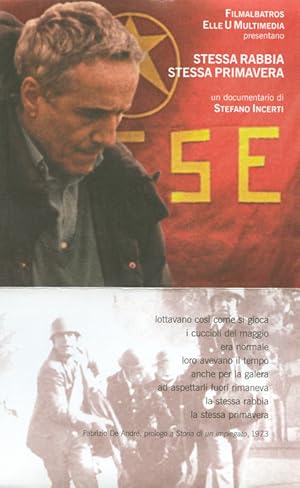 FILMALBATROS
ELLE U MULTIMEDIA
presentano
STESSA RABBIA
STESSA PRIMAVERA
un documentario di
STEFANO INCERTI
SE
lottavano così come si gioca
i cuccioli del maggio
era normale
loro avevano il tempo
anche per la galera
ad aspettarli fuori rimaneva
la stessa rabbia
la stessa primavera
Fabrizio De André, prologo a Storia di un impiegato, 1973